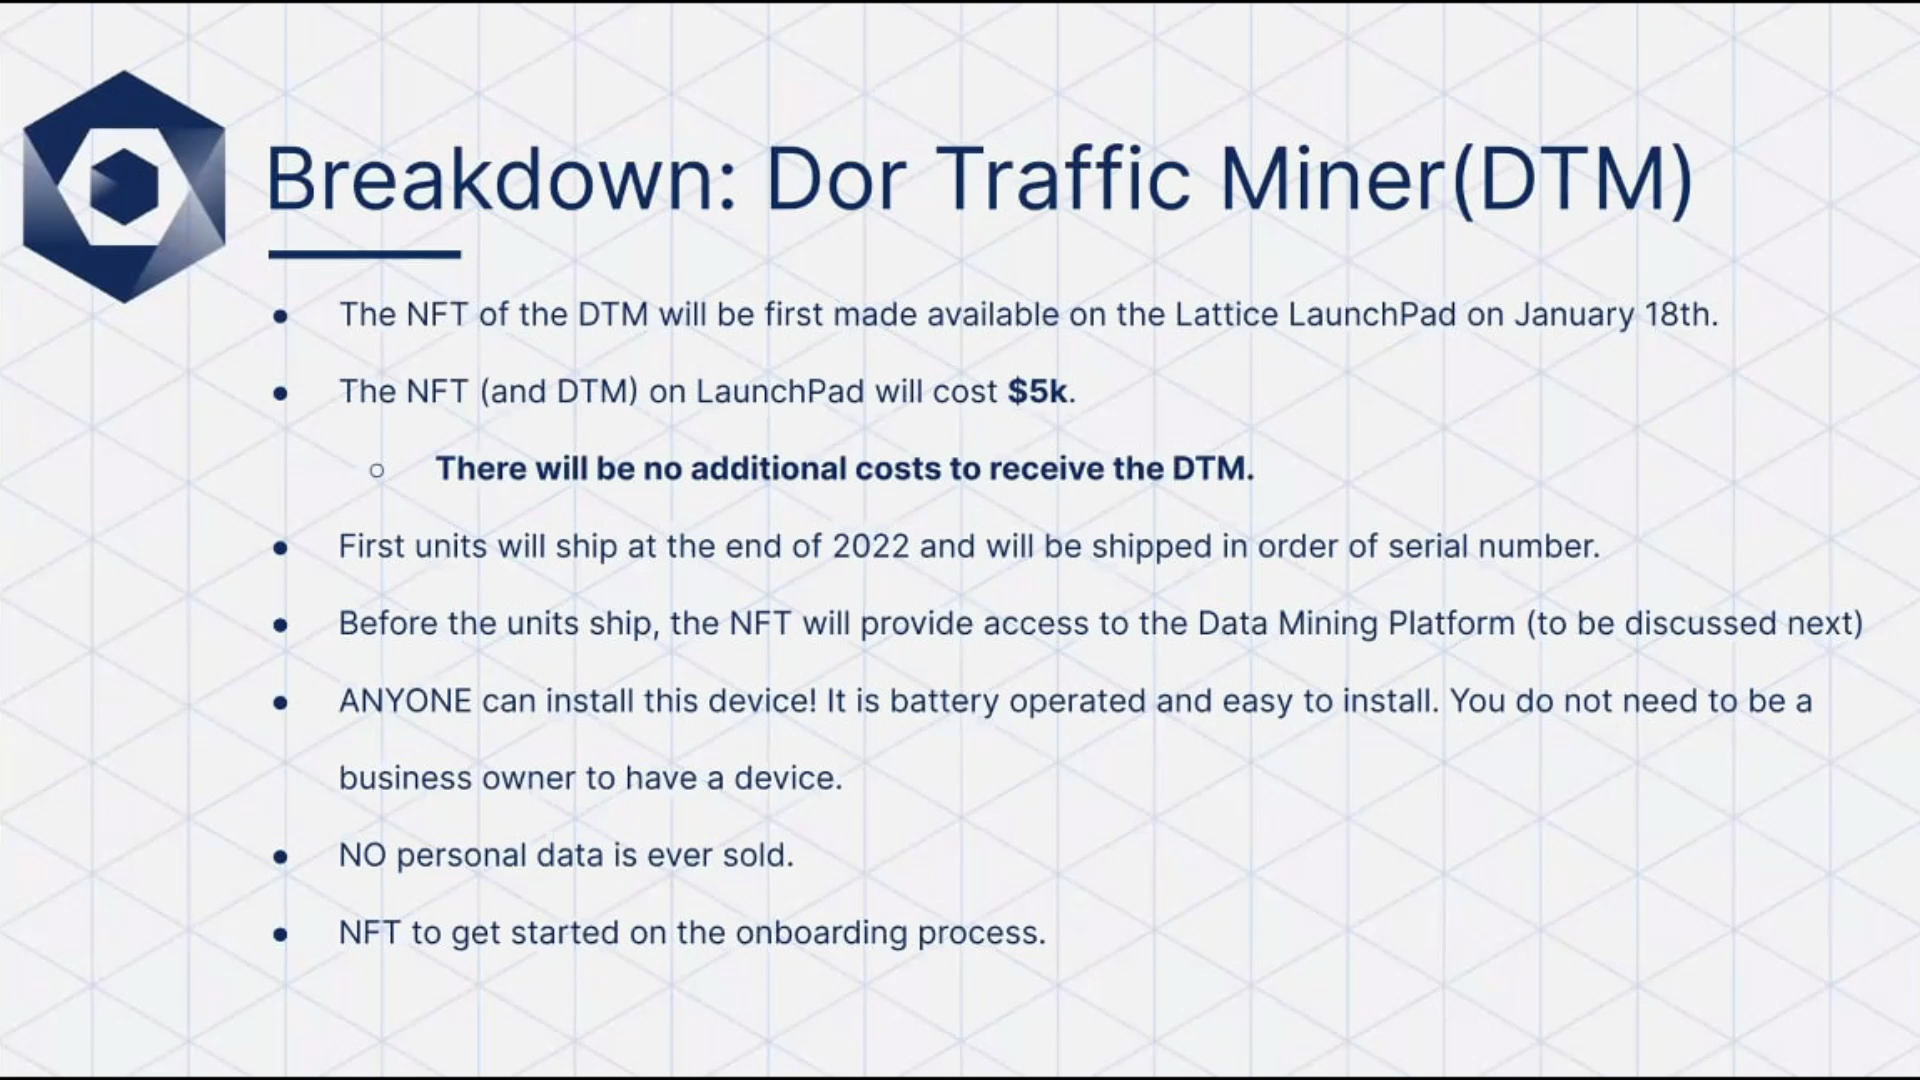 Breakdown: Dor Traffic Miner(DTM)
● The NFT of the DTM will be first made available on the Lattice LaunchPad on January 18th.
● The NFT (and DTM) on LaunchPad will cost $5k.
○ There will be no additional costs to receive the DTM.
● First units will ship at the end of 2022 and will be shipped in order of serial number.
● Before the units ship, the NFT will provide access to the Data Mining Platform (to be discussed next)
● ANYONE can install this device! It is battery operated and easy to install. You do not need to be a
business owner to have a device.
● NO personal data is ever sold.
● NFT to get started on the onboarding process.